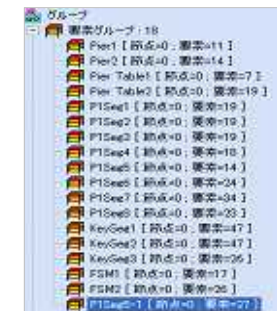 グループ
要素グループ : 18
Pier1 [ 節点=0 ; 要素=11 ]
Pier2 [ 節点=0 ; 要素=14 ]
Pier Table1 [ 節点=0 ; 要素=7 ]
Pier Table2 [ 節点=0 ; 要素=19 ]
P1Seg1 [ 節点=0 ; 要素=19 ]
P1Seg2 [ 節点=0 ; 要素=19 ]
P1Seg3 [ 節点=0 ; 要素=19 ]
P1Seg4 [ 節点=0 ; 要素=18 ]
P1Seg5 [ 節点=0 ; 要素=14 ]
P1Seg6 [ 節点=0 ; 要素=24 ]
P1Seg7 [ 節点=0 ; 要素=34 ]
P1Seg8 [ 節点=0 ; 要素=23 ]
KeySeg1 [ 節点=0 ; 要素=47 ]
KeySeg2 [ 節点=0 ; 要素=47 ]
KeySeg3 [ 節点=0 ; 要素=26 ]
FSM1 [ 節点=0 ; 要素=17 ]
FSM2 [ 節点=0 ; 要素=26 ]
P1Seg5-1 [ 節点=0 ; 要素=27 ]